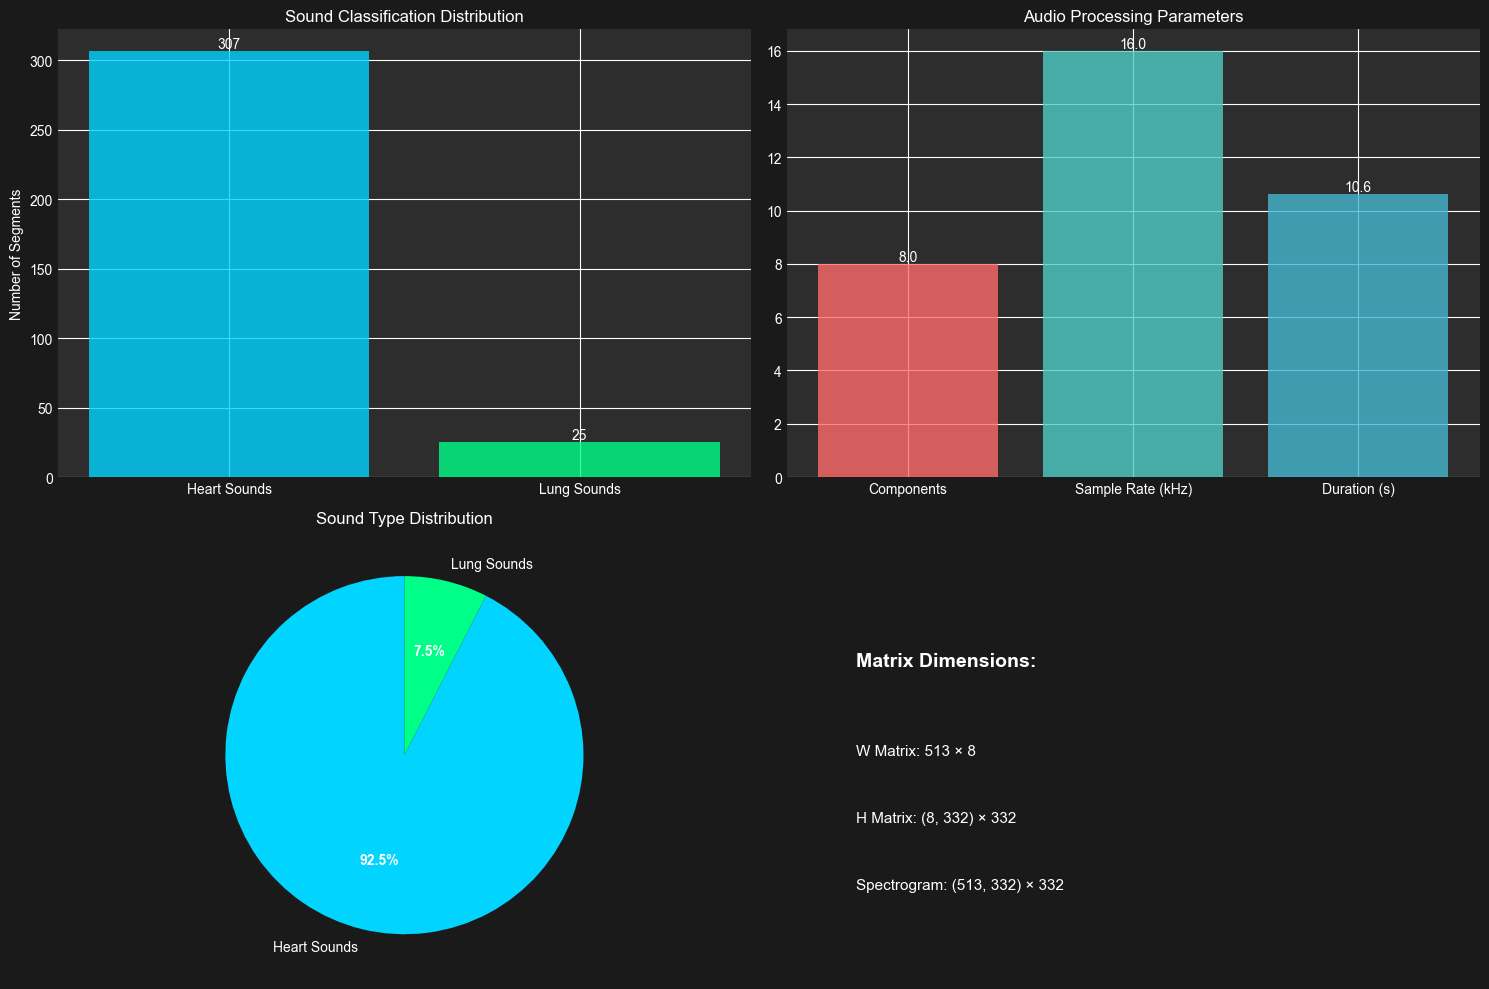 Sound Classification Distribution
307
300
250
200
150
100
50
0
Number of Segments
25
Heart Sounds
Lung Sounds
Audio Processing Parameters
16
14
12
10
8
6
4
2
0
8.0
16.0
10.6
Components
Sample Rate (kHz)
Duration (s)
Sound Type Distribution
Lung Sounds
7.5%
92.5%
Heart Sounds
Matrix Dimensions:
W Matrix: 513 × 8
H Matrix: (8, 332) × 332
Spectrogram: (513, 332) × 332